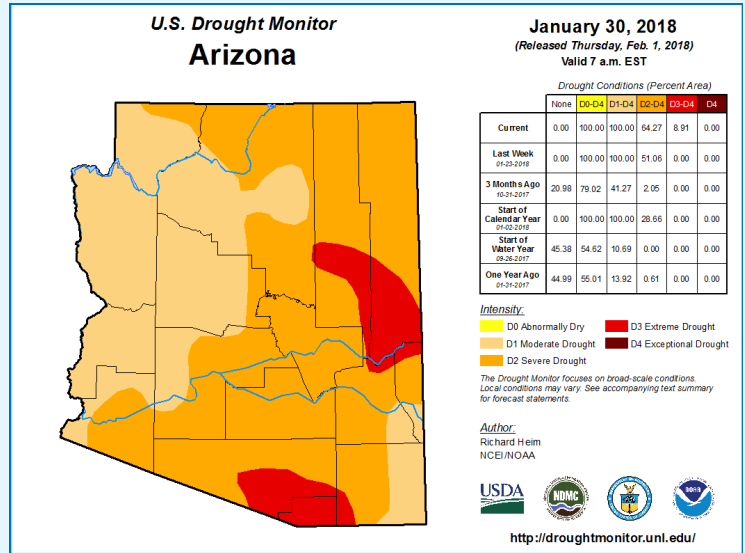 U.S. Drought Monitor
Arizona
January 30, 2018
(Released Thursday, Feb. 1, 2018)
Valid 7 a.m. EST
Drought Conditions (Percent Area)
None D0-D4 D1-D4 D2-D4 D3-D4 D4
Current 0.00 100.00 100.00 64.27 8.91 0.00
Last Week
01-23-2018
0.00 100.00 100.00 51.06 0.00 0.00
3 Months Ago
10-31-2017
20.98 79.02 41.27 2.05 0.00 0.00
Start of
Calendar Year
01-02-2018
0.00 100.00 100.00 28.66 0.00 0.00
Start of
Water Year
09-26-2017
45.38 54.62 10.69 0.00 0.00 0.00
One Year Ago
01-31-2017
44.99 55.01 13.92 0.61 0.00 0.00
Intensity:
D0 Abnormally Dry
D1 Moderate Drought
D2 Severe Drought
D3 Extreme Drought
D4 Exceptional Drought
The Drought Monitor focuses on broad-scale conditions.
Local conditions may vary. See accompanying text summary
for forecast statements.
Author:
Richard Heim
NCEI/NOAA
USDA
NDMC
NOAA
http://droughtmonitor.unl.edu/